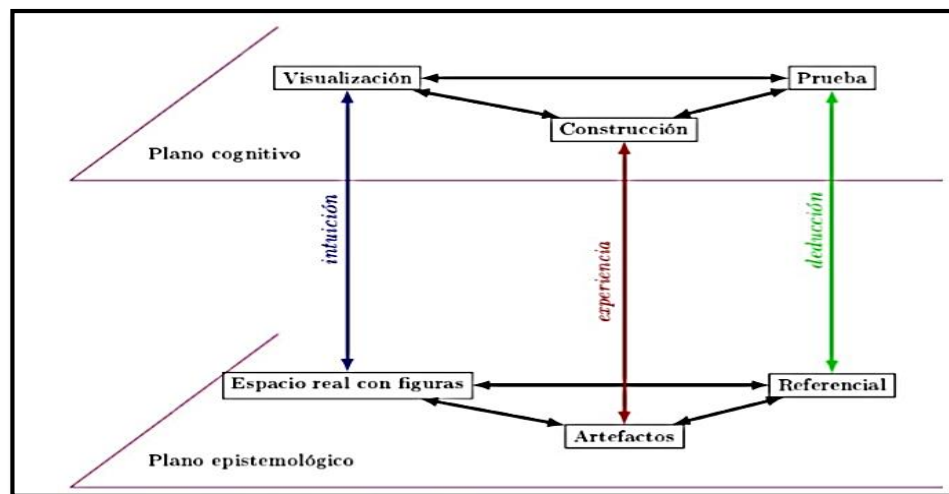 Visualización
Prueba
Construcción
Plano cognitivo
intuición
experiencia
deducción
Espacio real con figuras
Referencial
Artefactos
Plano epistemológico